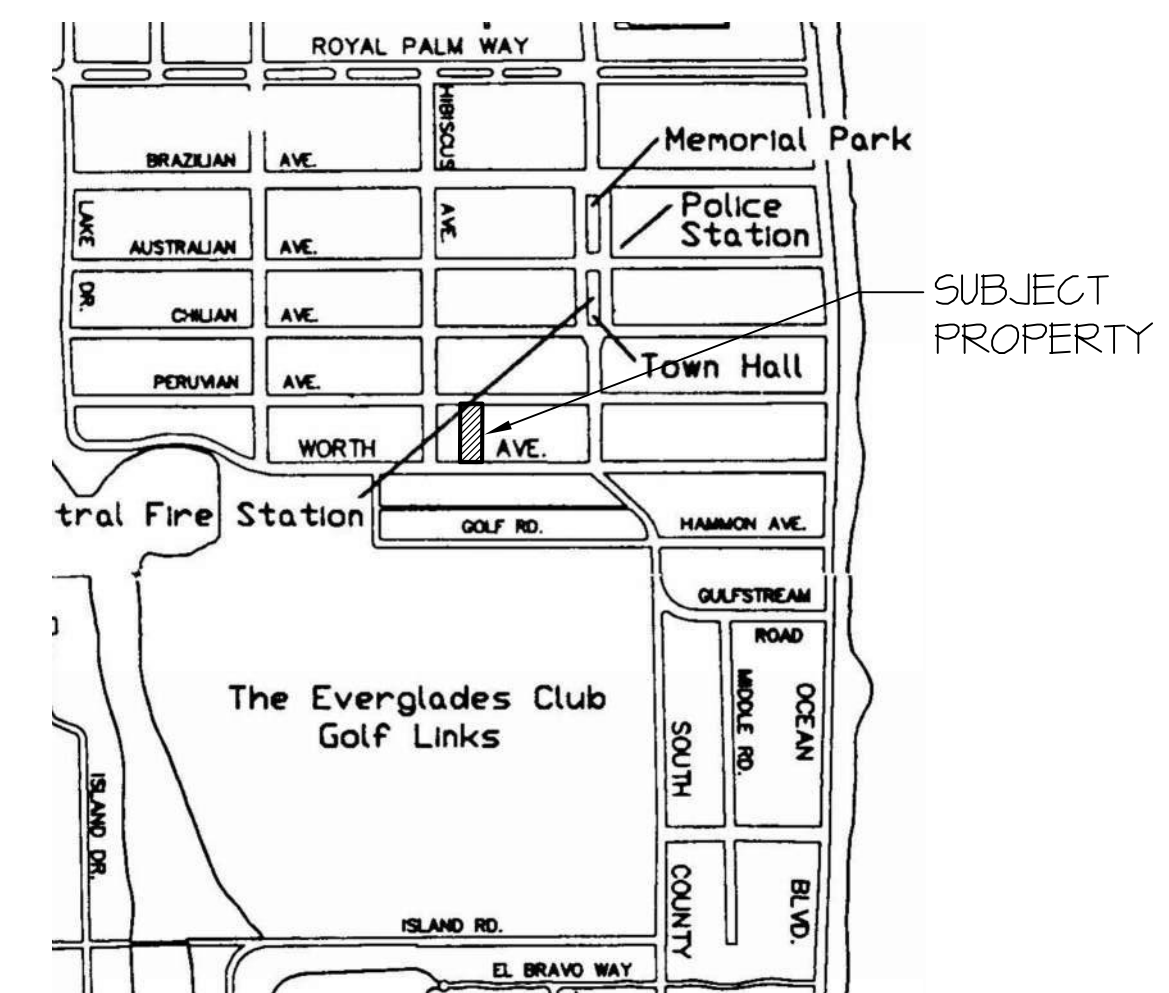 ROYAL PALM WAY
HIBISCUS
Memorial Park
BRAZILIAN AVE.
Police
Station
LAKE
AVE.
AUSTRALIAN AVE.
SUBJECT
PROPERTY
DR.
CHILIAN AVE.
Town Hall
PERUVIAN AVE.
WORTH AVE.
tral Fire Station
GOLF RD.
HAMMON AVE.
GULFSTREAM
ROAD
The Everglades Club
Golf Links
MIDDLE RD.
OCEAN
SOUTH
ISLAND DR.
COUNTY
BLVD.
ISLAND RD.
EL BRAVO WAY